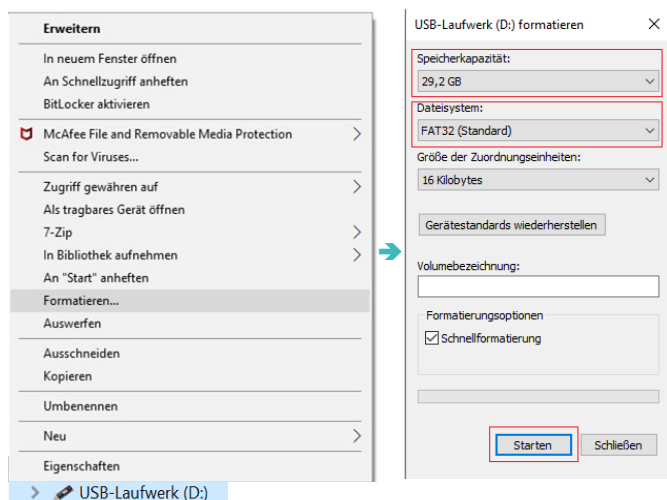 Erweitern
In neuem Fenster öffnen
An Schnellzugriff anheften
BitLocker aktivieren
McAfee File and Removable Media Protection
Scan for Viruses...
Zugriff gewähren auf
Als tragbares Gerät öffnen
7-Zip
In Bibliothek aufnehmen
An "Start" anheften
Formatieren...
Auswerfen
Ausschneiden
Kopieren
Umbenennen
Neu
Eigenschaften
USB-Laufwerk (D:)
USB-Laufwerk (D:) formatieren
Speicherkapazität:
29,2 GB
Dateisystem:
FAT32 (Standard)
Größe der Zuordnungseinheiten:
16 Kilobytes
Gerätestandards wiederherstellen
Volumebezeichnung:
Formatierungsoptionen
Schnellformatierung
Starten
Schließen